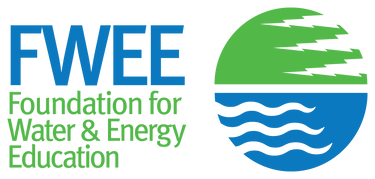 FWEE
Foundation for
Water & Energy
Education